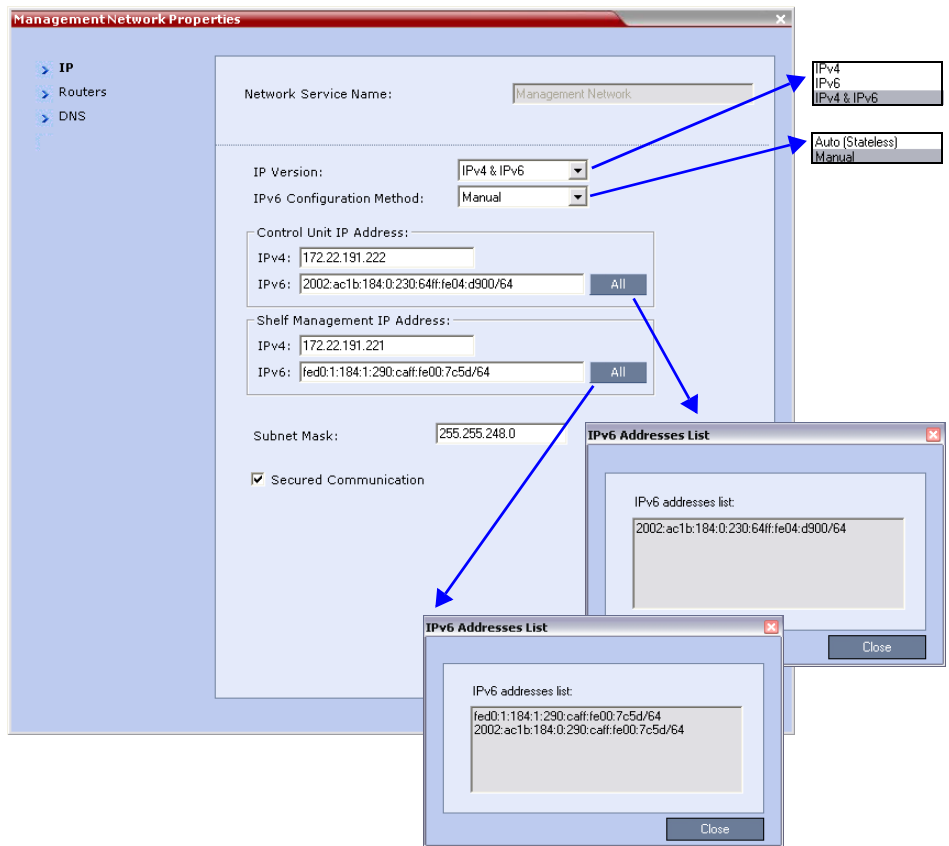 Management Network Properties
IP
Routers
DNS
Network Service Name: Management Network
IP Version: IPv4 & IPv6
IPv6 Configuration Method: Manual
Control Unit IP Address:
IPv4: 172.22.191.222
IPv6: 2002:ac1b:184:0:230:64ff:fe04:d900/64 All
Shelf Management IP Address:
IPv4: 172.22.191.221
IPv6: fed0:1:184:1:290:caff:fe00:7c5d/64 All
Subnet Mask: 255.255.248.0
Secured Communication
IPv4
IPv6
IPv4 & IPv6
Auto (Stateless)
Manual
IPv6 Addresses List
IPv6 addresses list:
2002:ac1b:184:0:230:64ff:fe04:d900/64
Close
IPv6 Addresses List
IPv6 addresses list:
fed0:1:184:1:290:caff:fe00:7c5d/64
2002:ac1b:184:0:290:caff:fe00:7c5d/64
Close